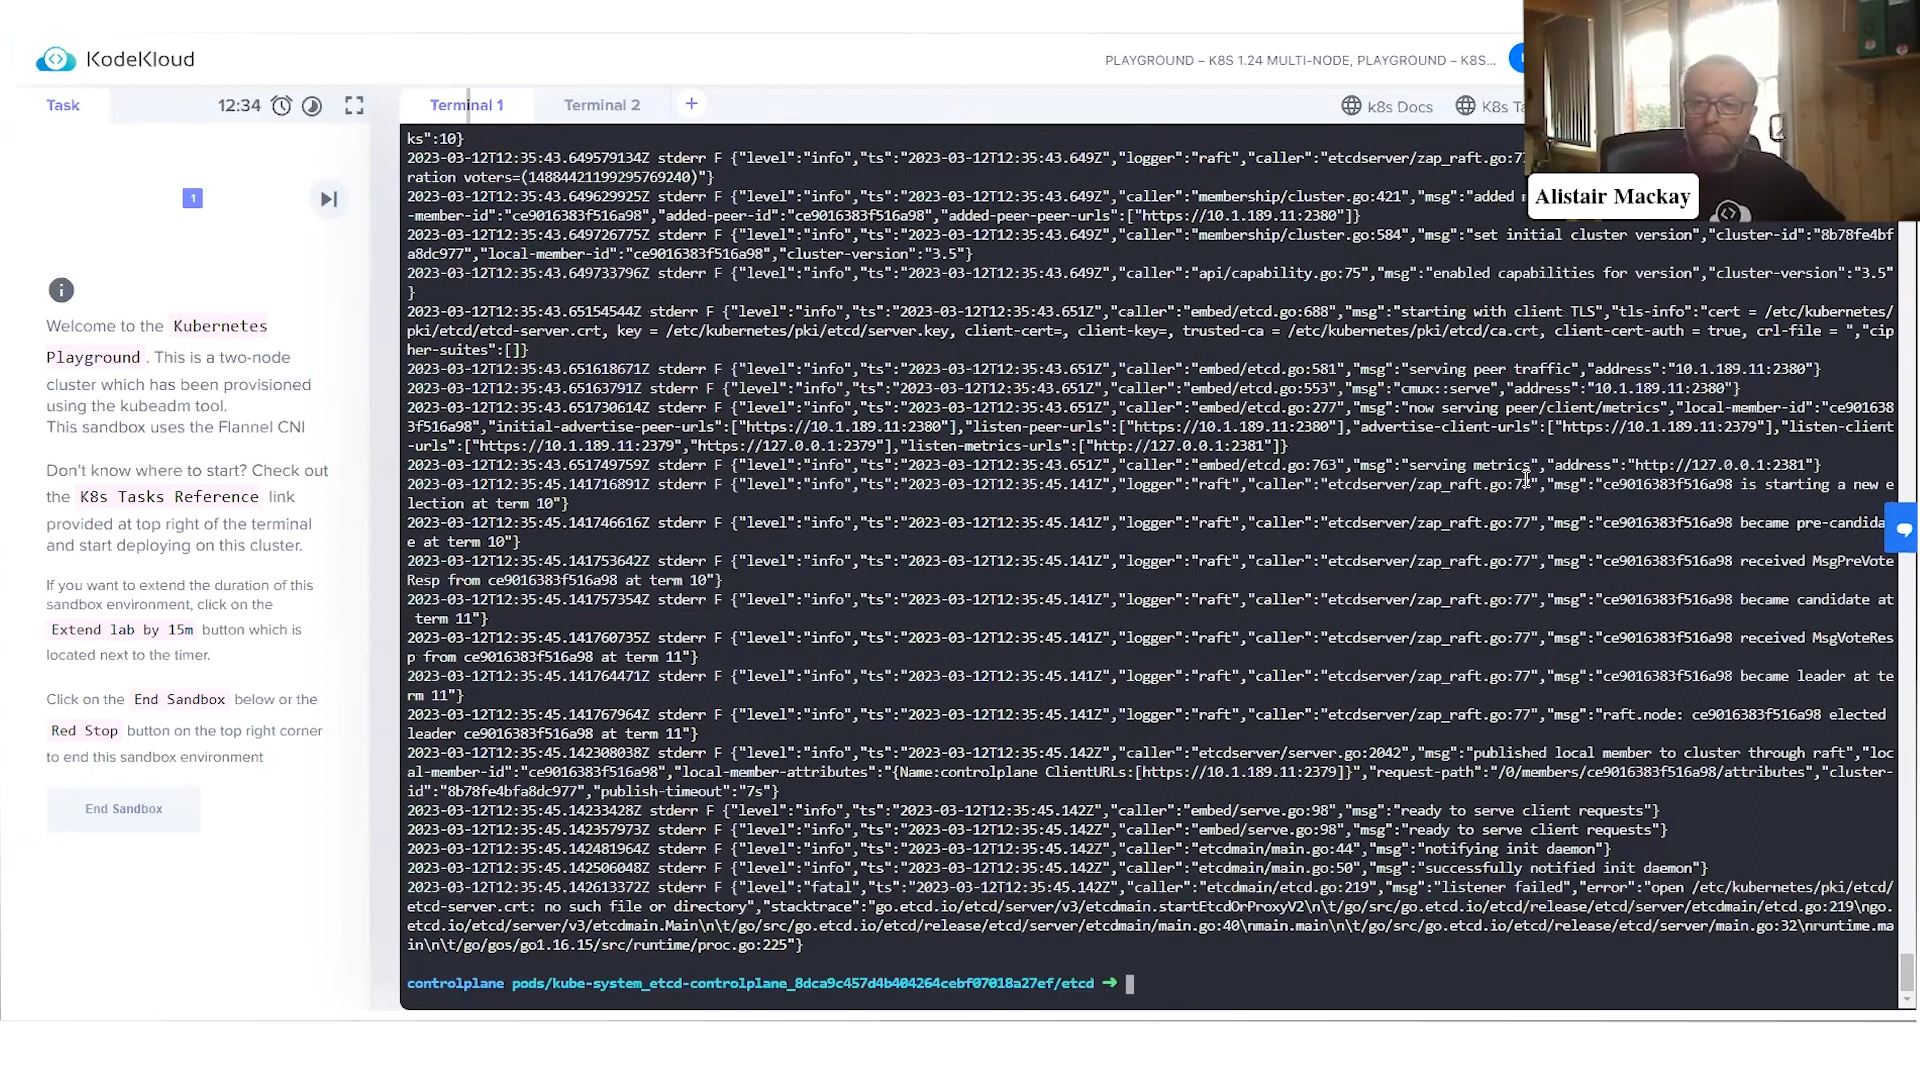 KodeKloud
PLAYGROUND – K8S 1.24 MULTI-NODE, PLAYGROUND – K8S...
Task
12:34
Terminal 1
Terminal 2
+
k8s Docs
K8s Ta
Alistair Mackay
1
Welcome to the Kubernetes
Playground. This is a two-node
cluster which has been provisioned
using the kubeadm tool.
This sandbox uses the Flannel CNI
Don't know where to start? Check out
the K8s Tasks Reference link
provided at top right of the terminal
and start deploying on this cluster.
If you want to extend the duration of this
sandbox environment, click on the
Extend lab by 15m button which is
located next to the timer.
Click on the End Sandbox below or the
Red Stop button on the top right corner
to end this sandbox environment
End Sandbox
ks":10}
2023-03-12T12:35:43.649579134Z stderr F {"level":"info","ts":"2023-03-12T12:35:43.649Z","logger":"raft","caller":"etcdserver/zap_raft.go:7
ration voters=(14884421199295769240)"}
2023-03-12T12:35:43.649629925Z stderr F {"level":"info","ts":"2023-03-12T12:35:43.649Z","caller":"membership/cluster.go:421","msg":"added m
-member-id":"ce9016383f516a98","added-peer-id":"ce9016383f516a98","added-peer-peer-urls":["https://10.1.189.11:2380"]}
2023-03-12T12:35:43.649726775Z stderr F {"level":"info","ts":"2023-03-12T12:35:43.649Z","caller":"membership/cluster.go:584","msg":"set initial cluster version","cluster-id":"8b78fe4bf
a8dc977","local-member-id":"ce9016383f516a98","cluster-version":"3.5"}
2023-03-12T12:35:43.649733796Z stderr F {"level":"info","ts":"2023-03-12T12:35:43.649Z","caller":"api/capability.go:75","msg":"enabled capabilities for version","cluster-version":"3.5"
}
2023-03-12T12:35:43.65154544Z stderr F {"level":"info","ts":"2023-03-12T12:35:43.651Z","caller":"embed/etcd.go:688","msg":"starting with client TLS","tls-info":"cert = /etc/kubernetes/
pki/etcd/etcd-server.crt, key = /etc/kubernetes/pki/etcd/server.key, client-cert=, client-key=, trusted-ca = /etc/kubernetes/pki/etcd/ca.crt, client-cert-auth = true, crl-file = ","cip
her-suites":[]}
2023-03-12T12:35:43.651618671Z stderr F {"level":"info","ts":"2023-03-12T12:35:43.651Z","caller":"embed/etcd.go:581","msg":"serving peer traffic","address":"10.1.189.11:2380"}
2023-03-12T12:35:43.65163791Z stderr F {"level":"info","ts":"2023-03-12T12:35:43.651Z","caller":"embed/etcd.go:553","msg":"cmux::serve","address":"10.1.189.11:2380"}
2023-03-12T12:35:43.651730614Z stderr F {"level":"info","ts":"2023-03-12T12:35:43.651Z","caller":"embed/etcd.go:277","msg":"now serving peer/client/metrics","local-member-id":"ce901638
3f516a98","initial-advertise-peer-urls":["https://10.1.189.11:2380"],"listen-peer-urls":["https://10.1.189.11:2380"],"advertise-client-urls":["https://10.1.189.11:2379"],"listen-client
-urls":["https://10.1.189.11:2379","https://127.0.0.1:2379"],"listen-metrics-urls":["http://127.0.0.1:2381"]}
2023-03-12T12:35:43.651749759Z stderr F {"level":"info","ts":"2023-03-12T12:35:43.651Z","caller":"embed/etcd.go:763","msg":"serving metrics","address":"http://127.0.0.1:2381"}
2023-03-12T12:35:45.141716891Z stderr F {"level":"info","ts":"2023-03-12T12:35:45.141Z","logger":"raft","caller":"etcdserver/zap_raft.go:77","msg":"ce9016383f516a98 is starting a new e
lection at term 10"}
2023-03-12T12:35:45.141746616Z stderr F {"level":"info","ts":"2023-03-12T12:35:45.141Z","logger":"raft","caller":"etcdserver/zap_raft.go:77","msg":"ce9016383f516a98 became pre-candida
e at term 10"}
2023-03-12T12:35:45.141753642Z stderr F {"level":"info","ts":"2023-03-12T12:35:45.141Z","logger":"raft","caller":"etcdserver/zap_raft.go:77","msg":"ce9016383f516a98 received MsgPreVote
Resp from ce9016383f516a98 at term 10"}
2023-03-12T12:35:45.141757354Z stderr F {"level":"info","ts":"2023-03-12T12:35:45.141Z","logger":"raft","caller":"etcdserver/zap_raft.go:77","msg":"ce9016383f516a98 became candidate at
term 11"}
2023-03-12T12:35:45.141760735Z stderr F {"level":"info","ts":"2023-03-12T12:35:45.141Z","logger":"raft","caller":"etcdserver/zap_raft.go:77","msg":"ce9016383f516a98 received MsgVoteRes
p from ce9016383f516a98 at term 11"}
2023-03-12T12:35:45.141764471Z stderr F {"level":"info","ts":"2023-03-12T12:35:45.141Z","logger":"raft","caller":"etcdserver/zap_raft.go:77","msg":"ce9016383f516a98 became leader at te
rm 11"}
2023-03-12T12:35:45.141767964Z stderr F {"level":"info","ts":"2023-03-12T12:35:45.141Z","logger":"raft","caller":"etcdserver/zap_raft.go:77","msg":"raft.node: ce9016383f516a98 elected
leader ce9016383f516a98 at term 11"}
2023-03-12T12:35:45.142308038Z stderr F {"level":"info","ts":"2023-03-12T12:35:45.142Z","caller":"etcdserver/server.go:2042","msg":"published local member to cluster through raft","loc
al-member-id":"ce9016383f516a98","local-member-attributes":"{Name:controlplane ClientURLs:[https://10.1.189.11:2379]}","request-path":"/0/members/ce9016383f516a98/attributes","cluster-
id":"8b78fe4bfa8dc977","publish-timeout":"7s"}
2023-03-12T12:35:45.14233428Z stderr F {"level":"info","ts":"2023-03-12T12:35:45.142Z","caller":"embed/serve.go:98","msg":"ready to serve client requests"}
2023-03-12T12:35:45.142357973Z stderr F {"level":"info","ts":"2023-03-12T12:35:45.142Z","caller":"embed/serve.go:98","msg":"ready to serve client requests"}
2023-03-12T12:35:45.142481964Z stderr F {"level":"info","ts":"2023-03-12T12:35:45.142Z","caller":"etcdmain/main.go:44","msg":"notifying init daemon"}
2023-03-12T12:35:45.142506048Z stderr F {"level":"info","ts":"2023-03-12T12:35:45.142Z","caller":"etcdmain/main.go:50","msg":"successfully notified init daemon"}
2023-03-12T12:35:45.142613372Z stderr F {"level":"fatal","ts":"2023-03-12T12:35:45.142Z","caller":"etcdmain/etcd.go:219","msg":"listener failed","error":"open /etc/kubernetes/pki/etcd/
etcd-server.crt: no such file or directory","stacktrace":"go.etcd.io/etcd/server/v3/etcdmain.startEtcdOrProxyV2\n\t/go/src/go.etcd.io/etcd/release/etcd/server/etcdmain/etcd.go:219\ngo.
etcd.io/etcd/server/v3/etcdmain.Main\n\t/go/src/go.etcd.io/etcd/release/etcd/server/etcdmain/main.go:40\nmain.main\n\t/go/src/go.etcd.io/etcd/release/etcd/server/main.go:32\nruntime.ma
in\n\t/go/gos/go1.16.15/src/runtime/proc.go:225"}
controlplane pods/kube-system_etcd-controlplane_8dca9c457d4b404264cebf07018a27ef/etcd ➜